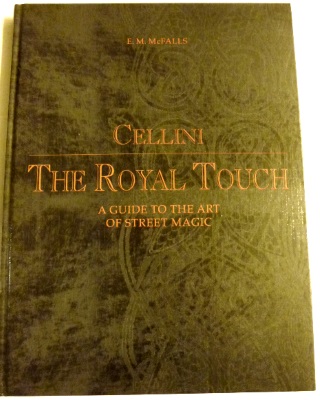 E. M. McFALLS
CELLINI
THE ROYAL TOUCH
A GUIDE TO THE ART
OF STREET MAGIC